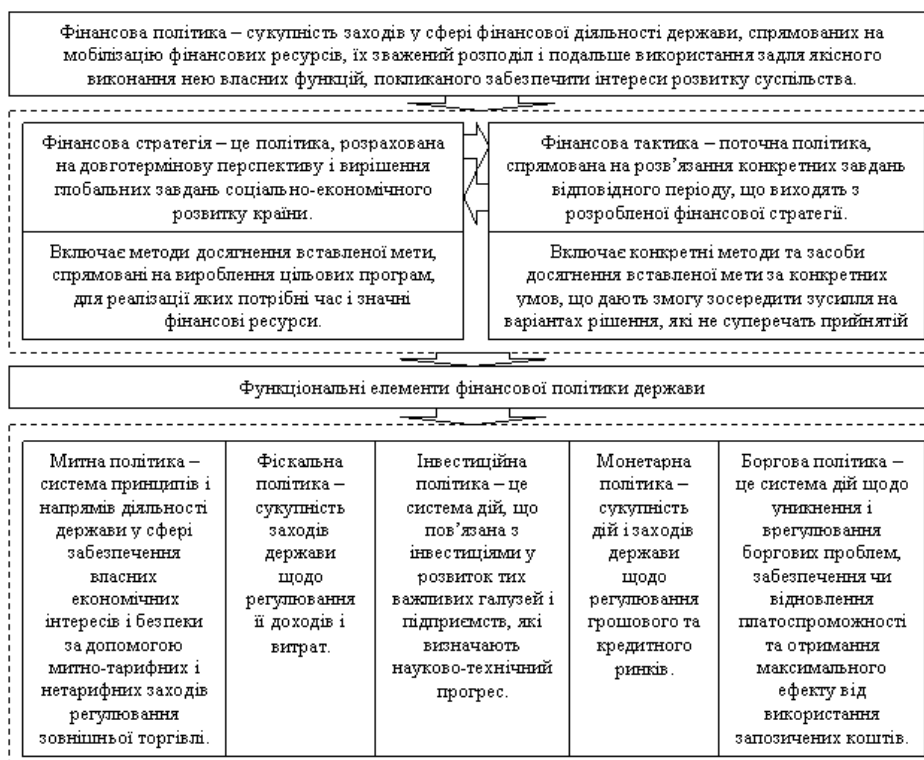 Фінансова політика – сукупність заходів у сфері фінансової діяльності держави, спрямованих на
мобілізацію фінансових ресурсів, їх зважений розподіл і подальше використання задля якісного
виконання нею власних функцій, покликаного забезпечити інтереси розвитку суспільства.
Фінансова стратегія – це політика, розрахована
на довготермінову перспективу і вирішення
глобальних завдань соціально-економічного
розвитку країни.
Включає методи досягнення вставленої мети,
спрямовані на вироблення цільових програм,
для реалізації яких потрібні час і значні
фінансові ресурси.
Фінансова тактика – поточна політика,
спрямована на розв’язання конкретних завдань
відповідного періоду, що виходять з
розробленої фінансової стратегії.
Включає конкретні методи та засоби
досягнення вставленої мети за конкретних
умов, що дають змогу зосередити зусилля на
варіантах рішення, які не суперечать прийнятій
Функціональні елементи фінансової політики держави
Митна політика –
система принципів і
напрямів діяльності
держави у сфері
забезпечення
власних
економічних
інтересів і безпеки
за допомогою
митно-тарифних і
нетарифних заходів
регулювання
зовнішньої торгівлі.
Фіскальна
політика –
сукупність
заходів
держави
щодо
регулювання
її доходів і
витрат.
Інвестиційна
політика – це
система дій, що
пов’язана з
інвестиціями у
розвиток тих
важливих галузей і
підприємств, які
визначають
науково-технічний
прогрес.
Монетарна
політика –
сукупність
дій і заходів
держави
щодо
регулювання
грошового та
кредитного
ринків.
Боргова політика –
це система дій щодо
уникнення і
врегулювання
боргових проблем,
забезпечення чи
відновлення
платоспроможності
та отримання
максимального
ефекту від
використання
запозичених коштів.